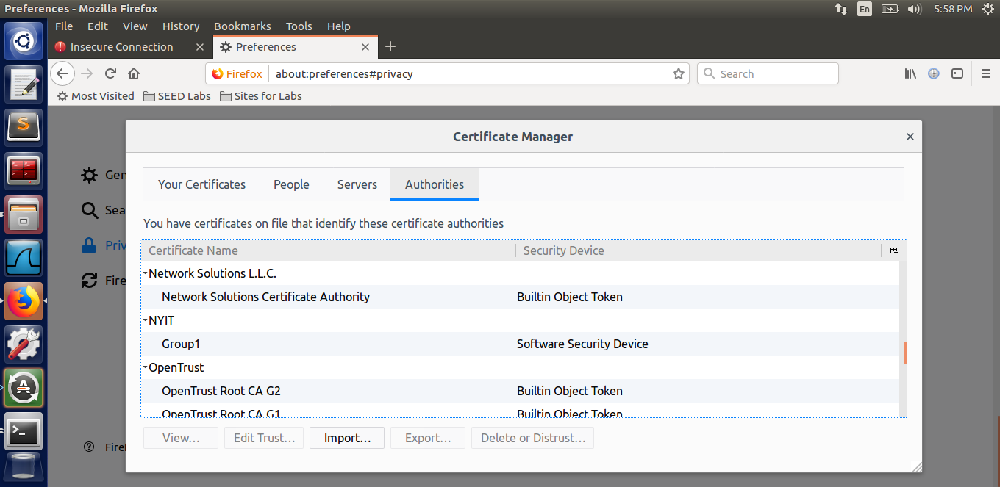 Preferences - Mozilla Firefox
En
5:58 PM
File Edit View History Bookmarks Tools Help
Insecure Connection
Preferences
Firefox
about:preferences#privacy
Search
Most Visited
SEED Labs
Sites for Labs
Certificate Manager
Gen
Your Certificates
People
Servers
Authorities
Sea
You have certificates on file that identify these certificate authorities
Priv
Certificate Name
Security Device
Network Solutions L.L.C.
Fire
Network Solutions Certificate Authority
Builtin Object Token
NYIT
Group1
Software Security Device
OpenTrust
OpenTrust Root CA G2
Builtin Object Token
OpenTrust Root CA G1
Builtin Object Token
View...
Edit Trust...
Import...
Export...
Delete or Distrust...
Firef